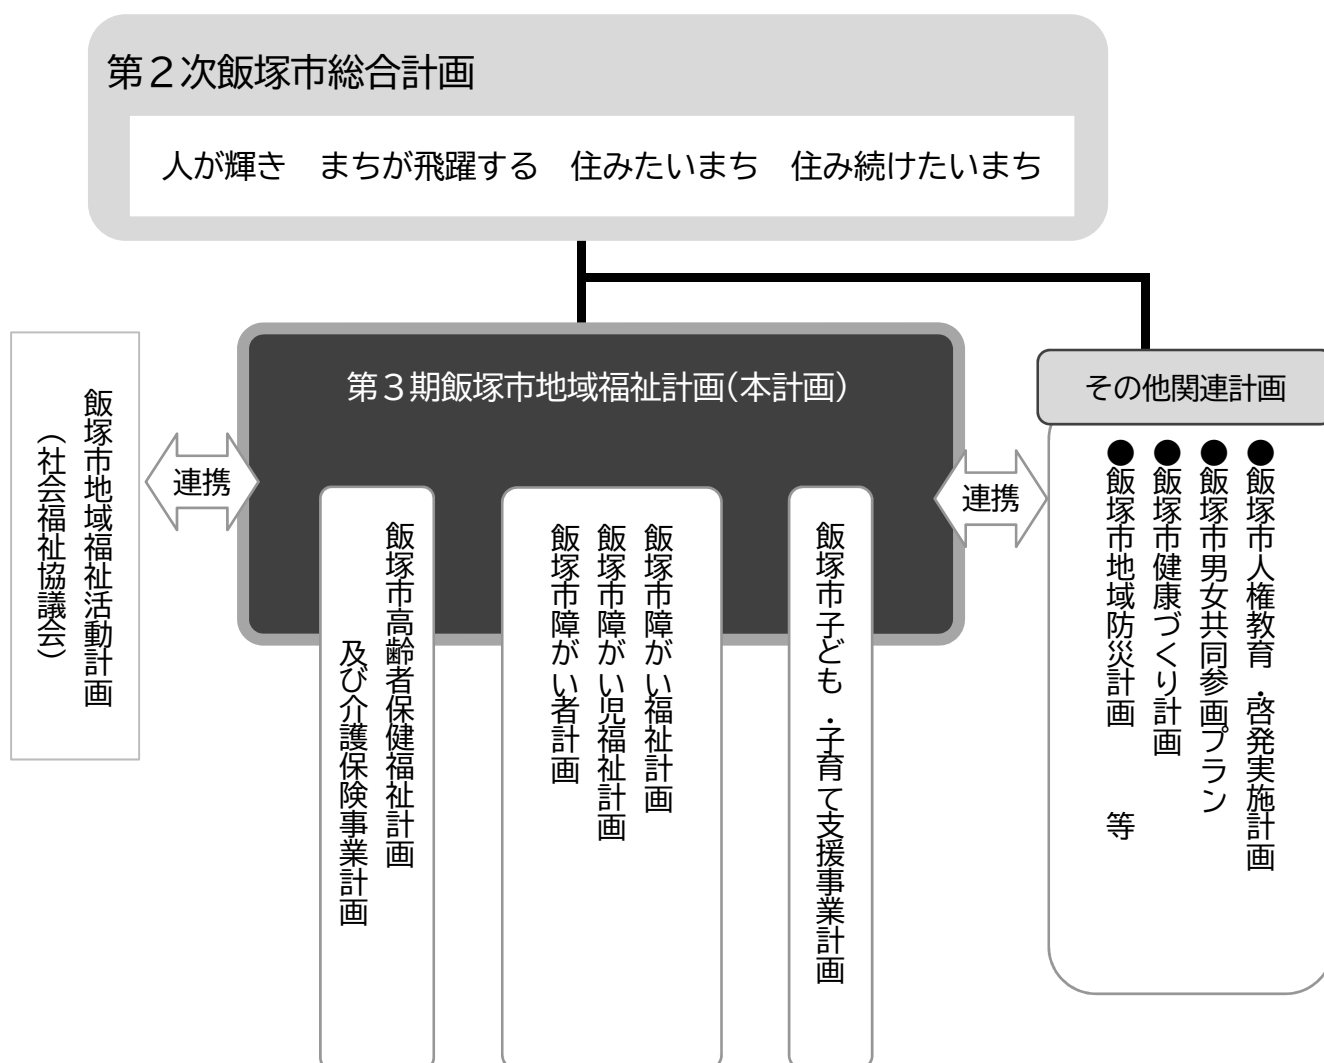 第２次飯塚市総合計画
人が輝き　まちが飛躍する　住みたいまち　住み続けたいまち
飯塚市地域福祉活動計画
（社会福祉協議会）
連携
第３期飯塚市地域福祉計画（本計画）
飯塚市高齢者保健福祉計画
及び介護保険事業計画
飯塚市障がい福祉計画
飯塚市障がい児福祉計画
飯塚市障がい者計画
飯塚市子ども・子育て支援事業計画
連携
その他関連計画
●飯塚市人権教育・啓発実施計画
●飯塚市男女共同参画プラン
●飯塚市健康づくり計画
●飯塚市地域防災計画　　等